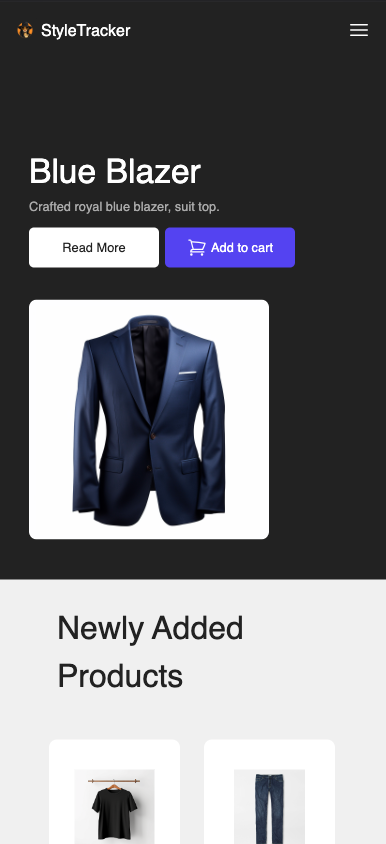 StyleTracker
Blue Blazer
Crafted royal blue blazer, suit top.
Read More
Add to cart
Newly Added
Products